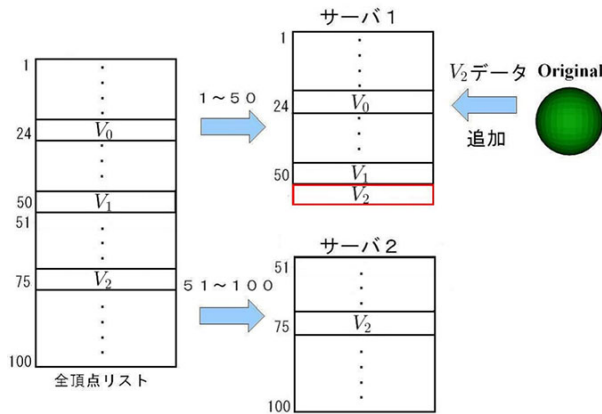 サーバ１
1
V₂データ
Original
1
V₀
24
追加
１～５０
24
V₀
50
V₁
50
V₁
51
V₂
サーバ２
75
V₂
51
５１～１００
75
V₂
100
全頂点リスト
100